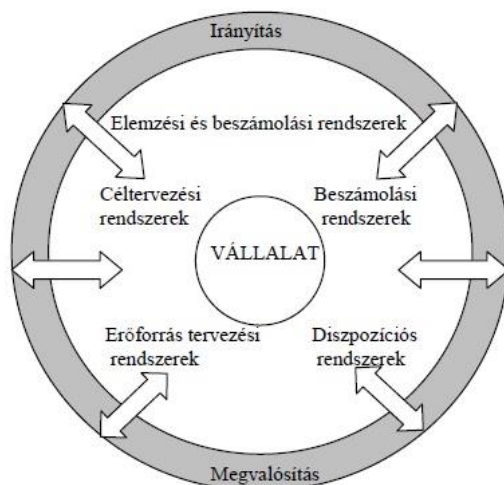 Irányítás
Elemzési és beszámolási rendszerek
Céltervezési
rendszerek
Beszámolási
rendszerek
VÁLLALAT
Erőforrás tervezési
rendszerek
Diszpozíciós
rendszerek
Megvalósítás